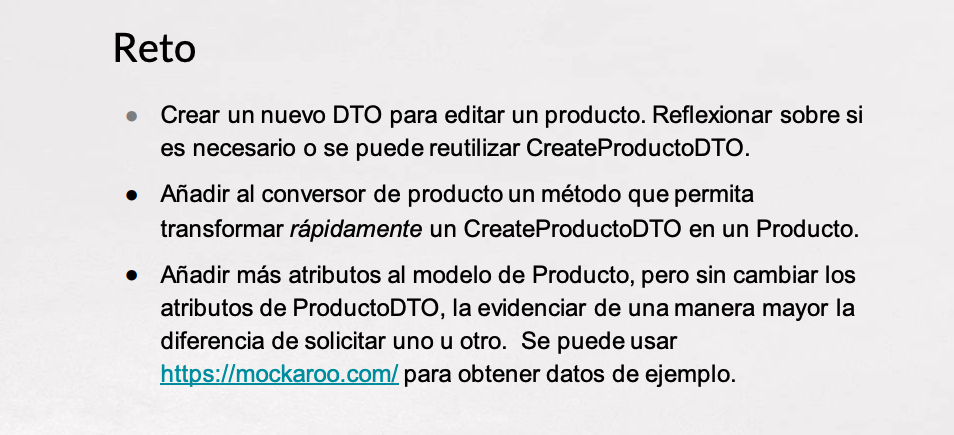 Reto
● Crear un nuevo DTO para editar un producto. Reflexionar sobre si
es necesario o se puede reutilizar CreateProductoDTO.
● Añadir al conversor de producto un método que permita
transformar rápidamente un CreateProductoDTO en un Producto.
● Añadir más atributos al modelo de Producto, pero sin cambiar los
atributos de ProductoDTO, la evidenciar de una manera mayor la
diferencia de solicitar uno u otro. Se puede usar
https://mockaroo.com/ para obtener datos de ejemplo.